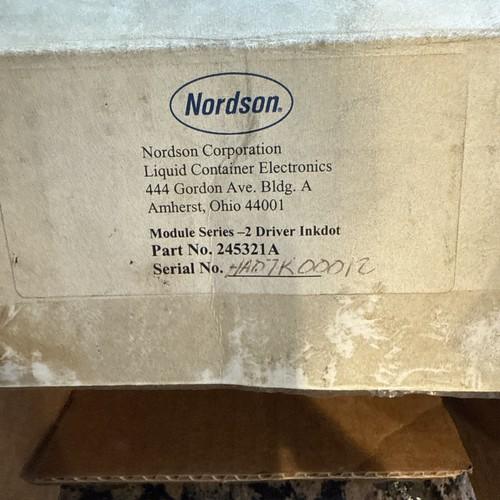 Nordson®
Nordson Corporation
Liquid Container Electronics
444 Gordon Ave. Bldg. A
Amherst, Ohio 44001
Module Series –2 Driver Inkdot
Part No. 245321A
Serial No. HAD7K00012